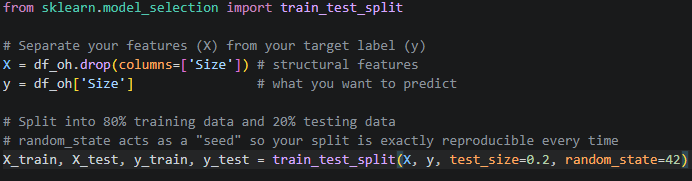 from sklearn.model_selection import train_test_split
# Separate your features (X) from your target label (y)
X = df_oh.drop(columns=['Size']) # structural features
y = df_oh['Size'] # what you want to predict
# Split into 80% training data and 20% testing data
# random_state acts as a "seed" so your split is exactly reproducible every time
X_train, X_test, y_train, y_test = train_test_split(X, y, test_size=0.2, random_state=42)